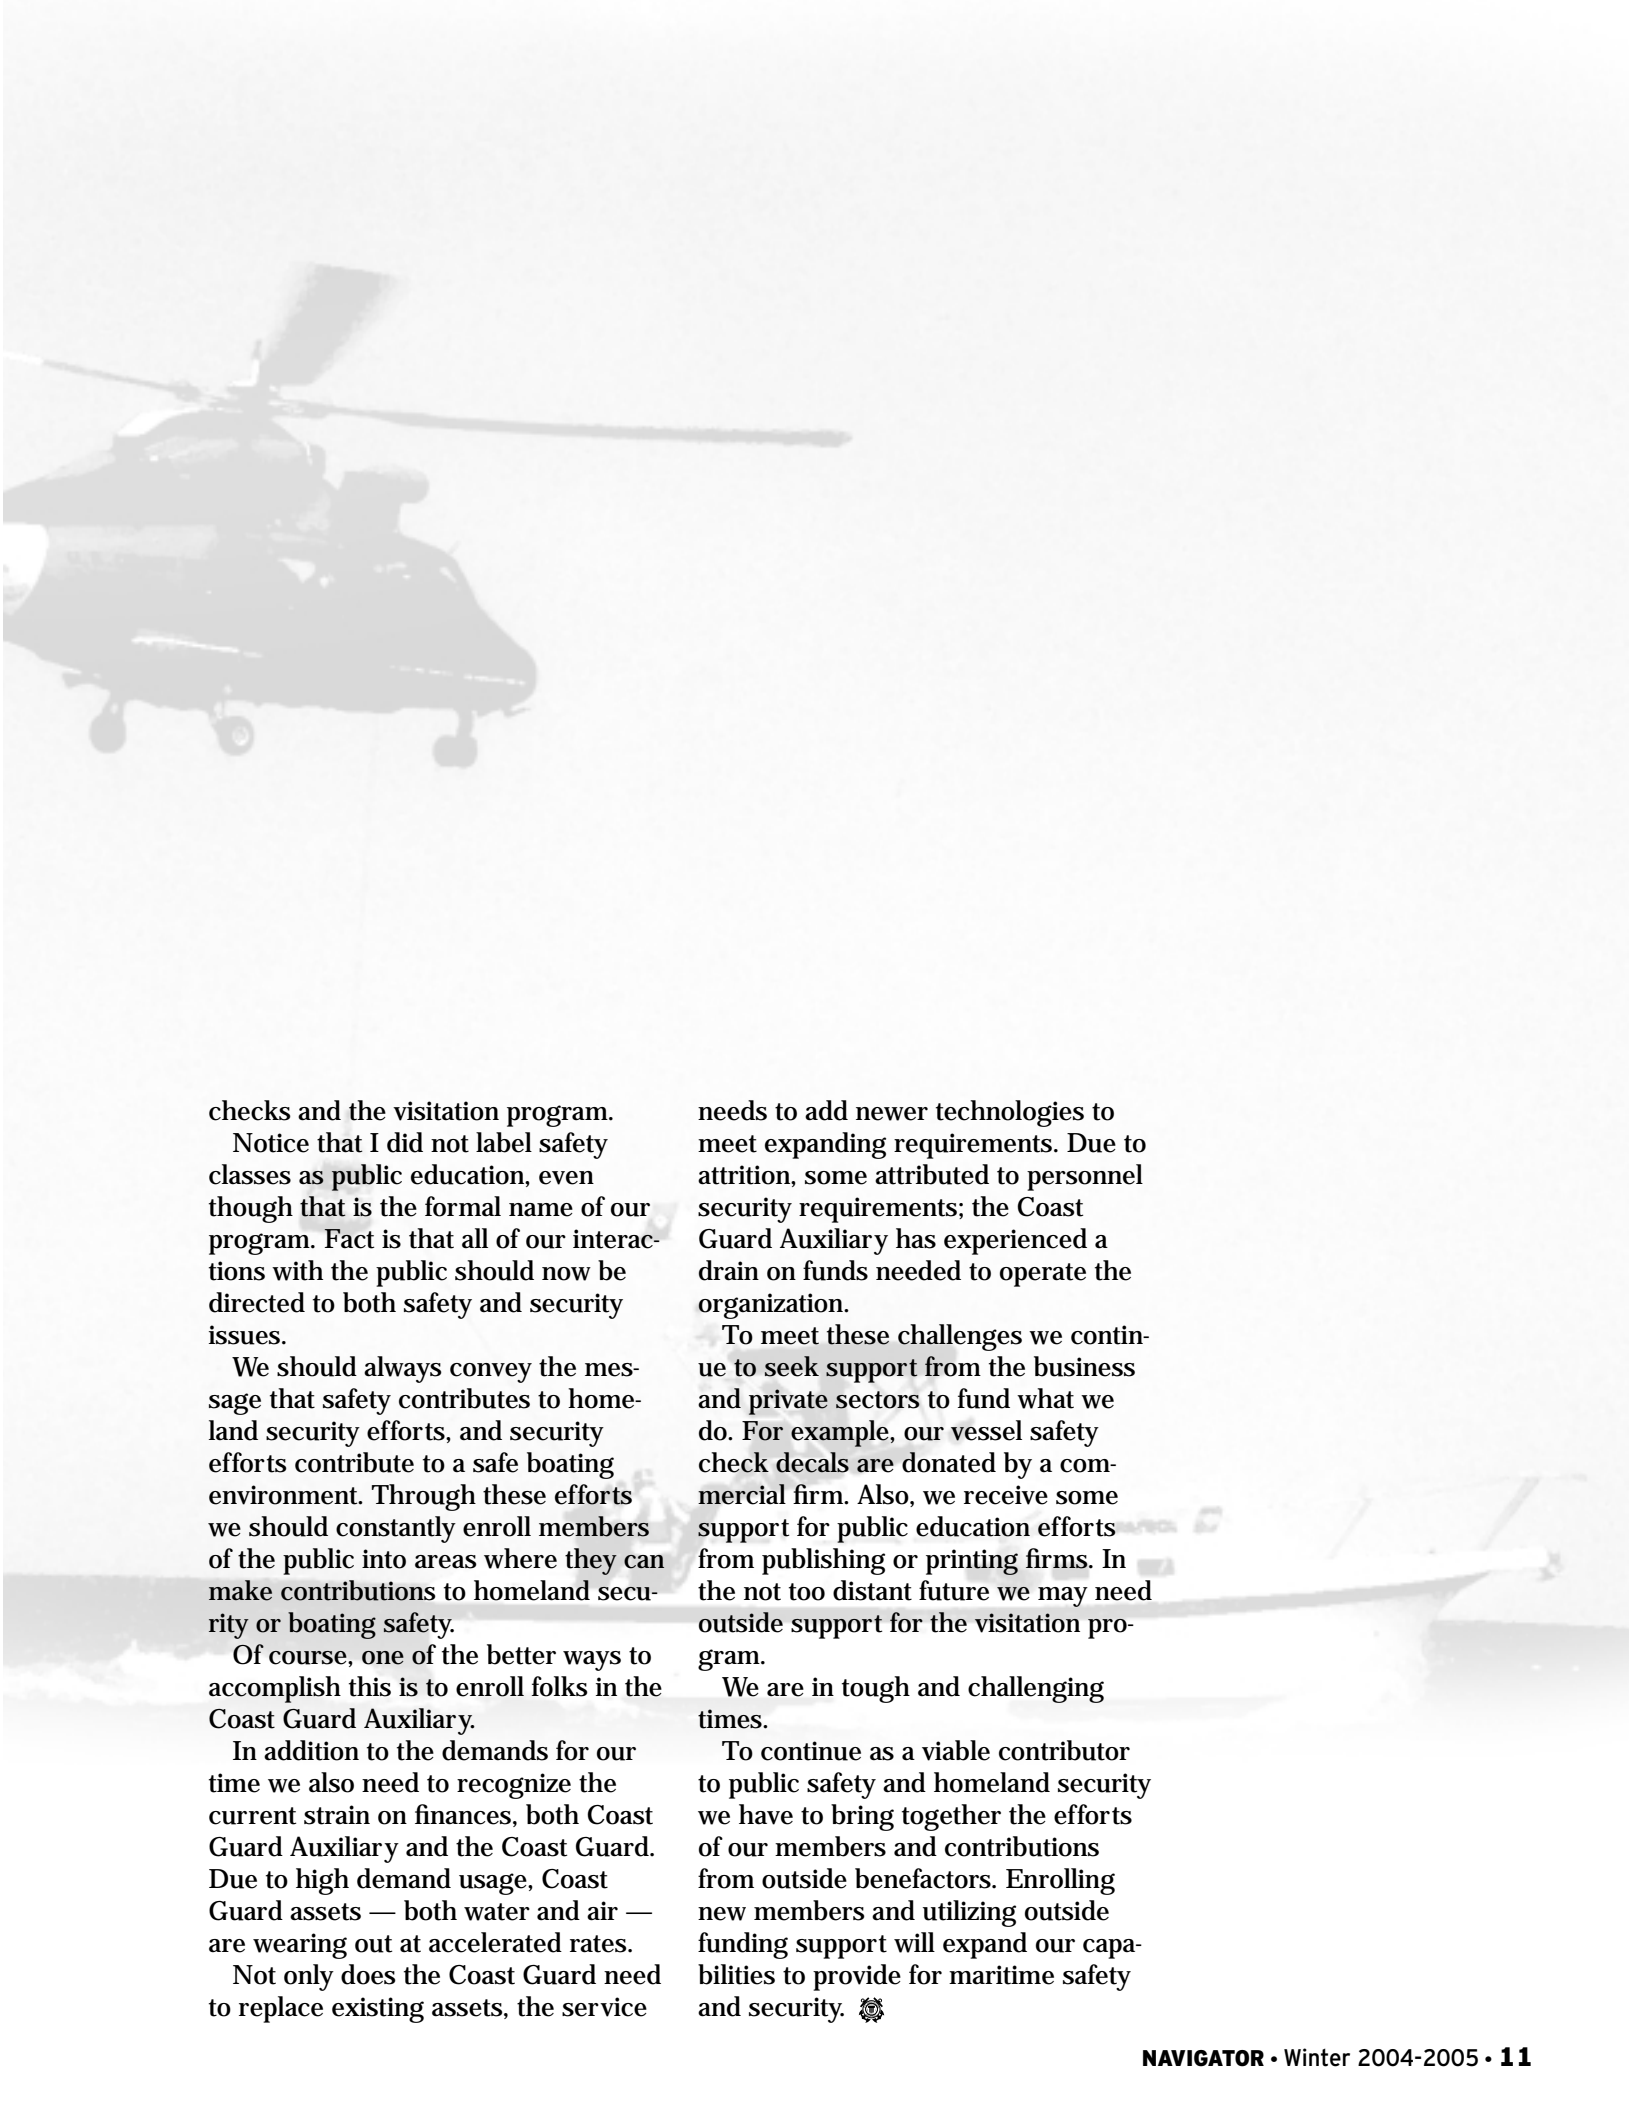 checks and the visitation program.
Notice that I did not label safety
classes as public education, even
though that is the formal name of our
program. Fact is that all of our interac-
tions with the public should now be
directed to both safety and security
issues.
We should always convey the mes-
sage that safety contributes to home-
land security efforts, and security
efforts contribute to a safe boating
environment. Through these efforts
we should constantly enroll members
of the public into areas where they can
make contributions to homeland secu-
rity or boating safety.
Of course, one of the better ways to
accomplish this is to enroll folks in the
Coast Guard Auxiliary.
In addition to the demands for our
time we also need to recognize the
current strain on finances, both Coast
Guard Auxiliary and the Coast Guard.
Due to high demand usage, Coast
Guard assets — both water and air —
are wearing out at accelerated rates.
Not only does the Coast Guard need
to replace existing assets, the service
needs to add newer technologies to
meet expanding requirements. Due to
attrition, some attributed to personnel
security requirements; the Coast
Guard Auxiliary has experienced a
drain on funds needed to operate the
organization.
To meet these challenges we contin-
ue to seek support from the business
and private sectors to fund what we
do. For example, our vessel safety
check decals are donated by a com-
mercial firm. Also, we receive some
support for public education efforts
from publishing or printing firms. In
the not too distant future we may need
outside support for the visitation pro-
gram.
We are in tough and challenging
times.
To continue as a viable contributor
to public safety and homeland security
we have to bring together the efforts
of our members and contributions
from outside benefactors. Enrolling
new members and utilizing outside
funding support will expand our capa-
bilities to provide for maritime safety
and security.
NAVIGATOR • Winter 2004-2005 • 11